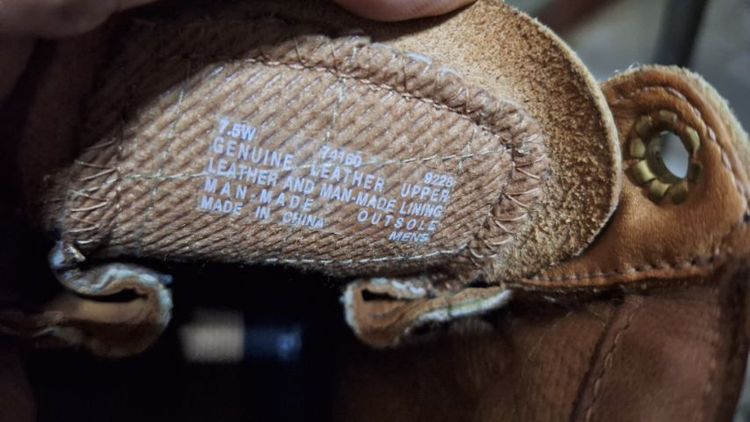 7.5W 74160 9228
GENUINE LEATHER UPPER
LEATHER AND MAN-MADE LINING
MAN MADE OUTSOLE
MADE IN CHINA MENS